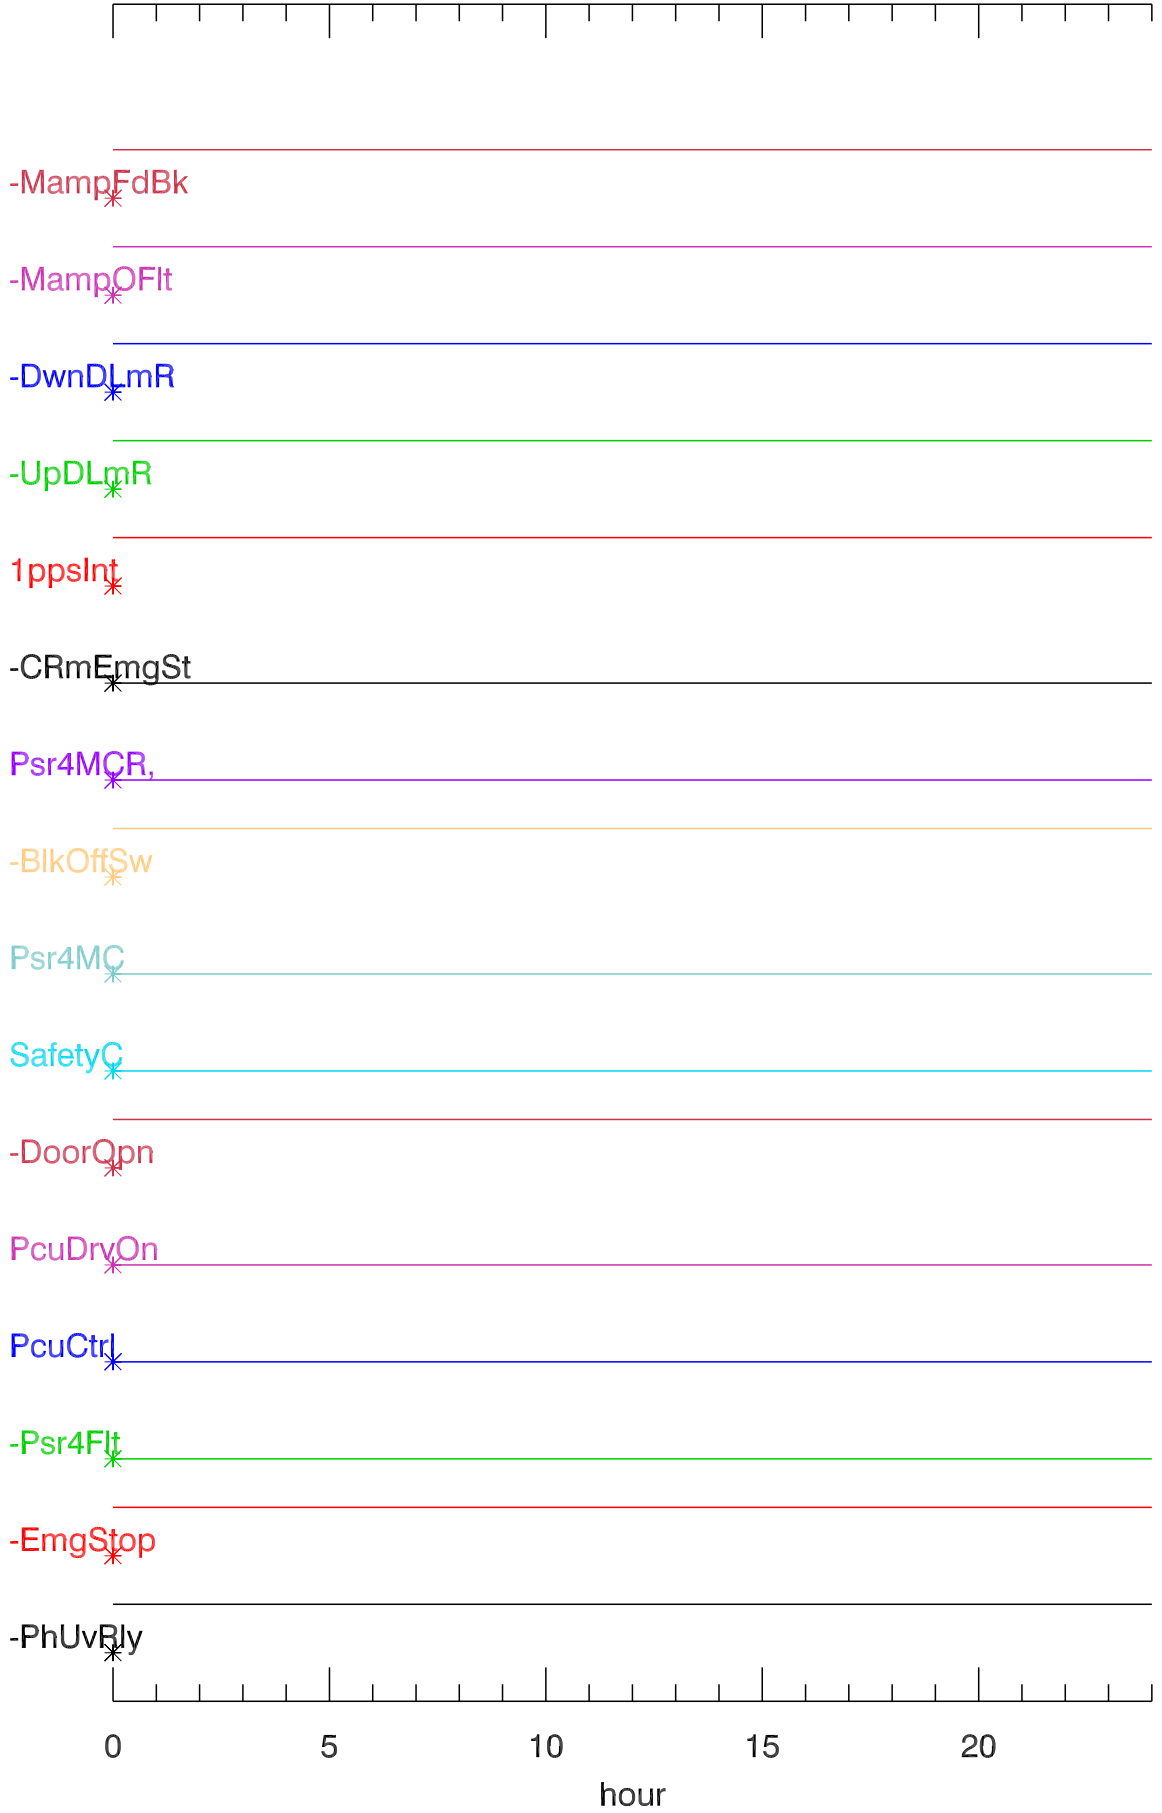 -MampFdBk
-MampOFlt
-DwnDLmR
-UpDLmR
1ppsInt
-CRmEmgSt
Psr4MCR,
-BlkOffSw
Psr4MC
SafetyC
-DoorOpn
PcuDrvOn
PcuCtrl
-Psr4Flt
-EmgStop
-PhUvRly
0 5 10 15 20
hour